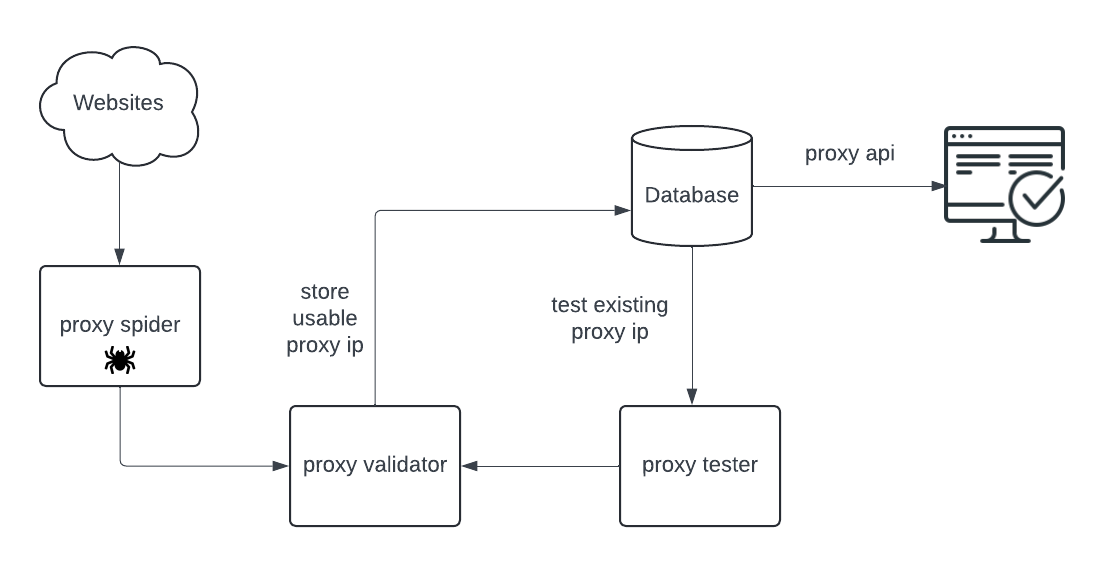 Websites
proxy spider
proxy validator
store
usable
proxy ip
Database
test existing
proxy ip
proxy tester
proxy api